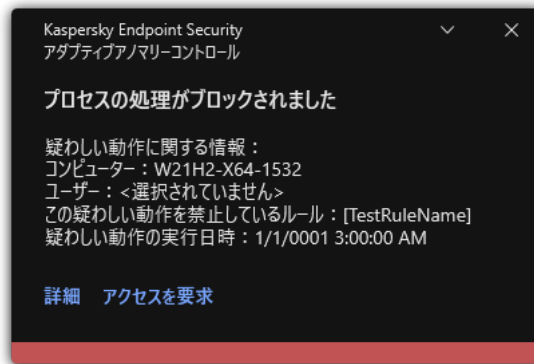 Kaspersky Endpoint Security
アダプティブアノマリーコントロール
プロセスの処理がブロックされました
疑わしい動作に関する情報：
コンピューター：W21H2-X64-1532
ユーザー：<選択されていません>
この疑わしい動作を禁止しているルール：[TestRuleName]
疑わしい動作の実行日時：1/1/0001 3:00:00 AM
詳細 アクセスを要求